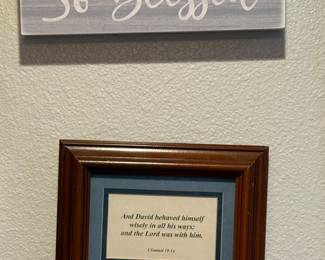 So Blessed
And David behaved himself
wisely in all his ways;
and the Lord was with him.
I Samuel 18:14